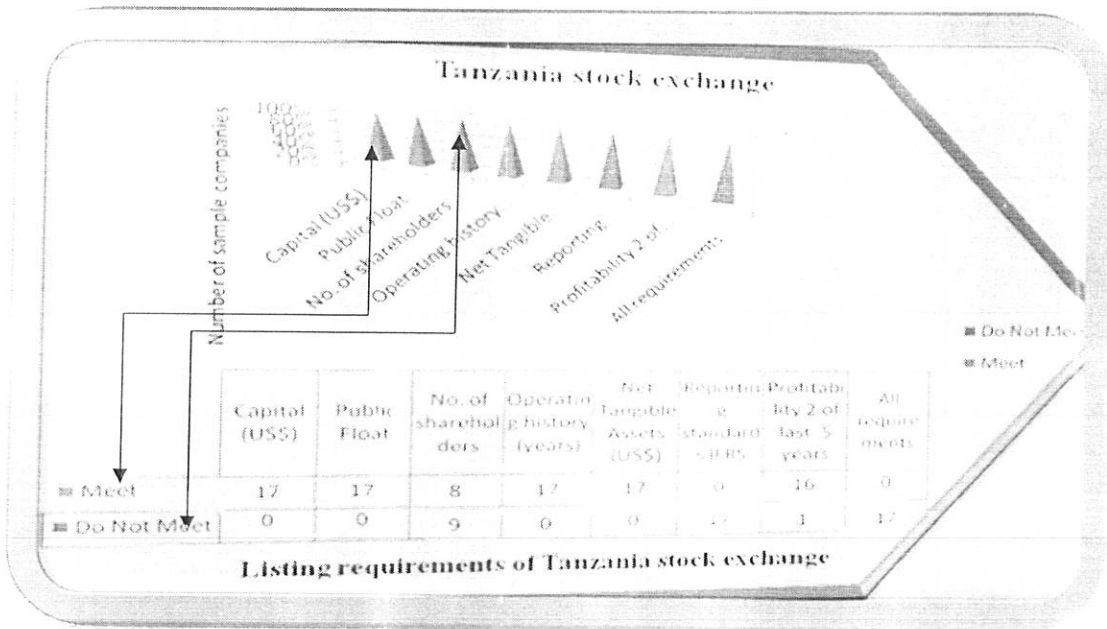 Tanzania stock exchange
100%
Number of sample companies
Capital (US$)
Public Float
No. of shareholders
Operating history
Net Tangible.
Reporting
Profitability 2 of..
All requirements
Do Not Mee
Meet
Capital
(US$)
Public
Float
No. of
sharehol
ders
Operatin
g history
(years)
Net
Tangible
Assets
(US$)
Reportin
g
standard
Profitabi
lity 2 of
last 5
years
All
require
ments
Meet 17 17 8 17 17 0 16 0
Do Not Meet 0 0 9 0 0 17 1 17
Listing requirements of Tanzania stock exchange